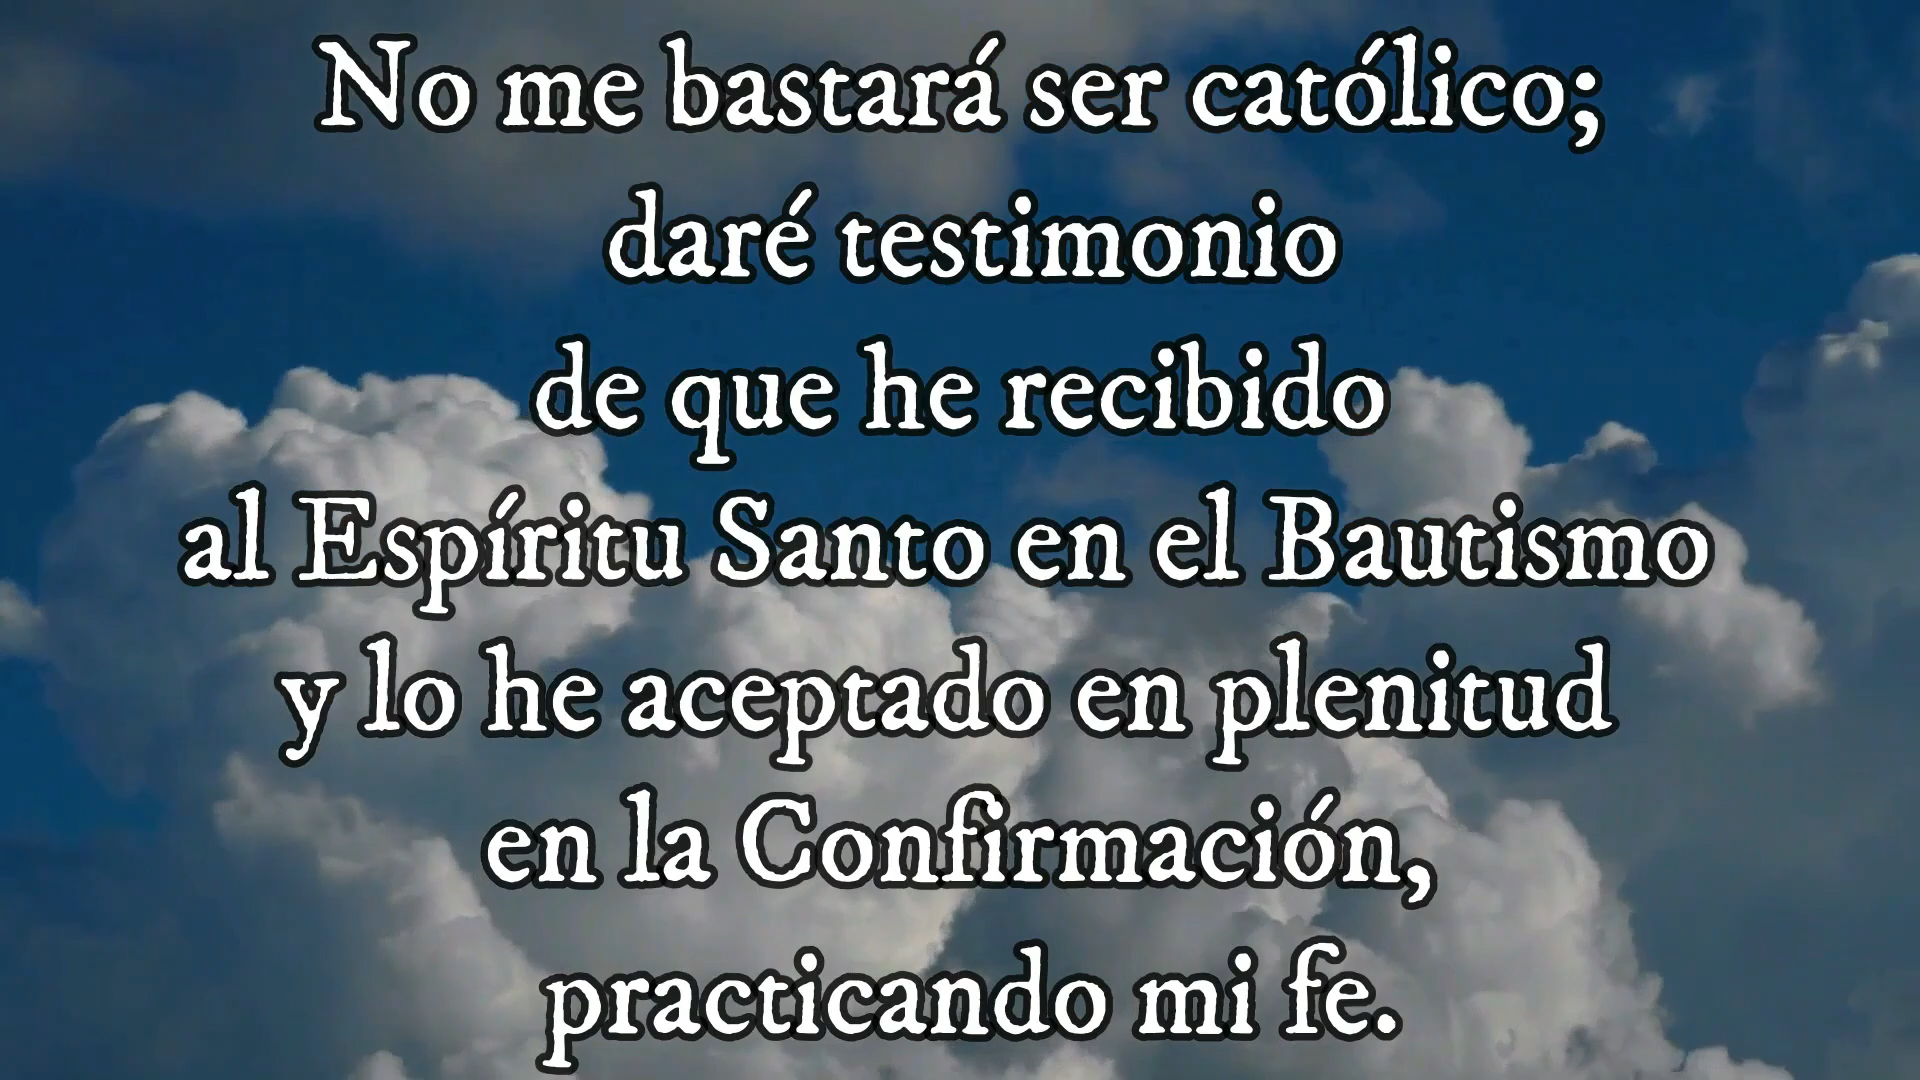 No me bastará ser católico;
daré testimonio
de que he recibido
al Espíritu Santo en el Bautismo
y lo he aceptado en plenitud
en la Confirmación,
practicando mi fe.